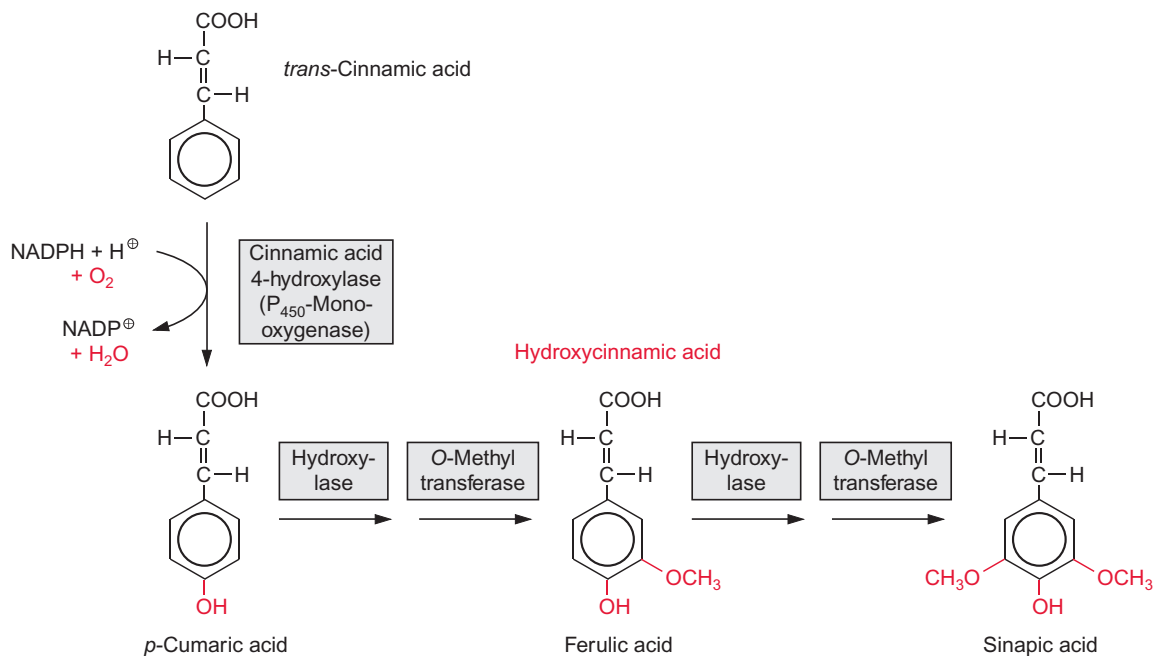 COOH
H C
C H
trans-Cinnamic acid
NADPH + H⊕
+ O₂
NADP⊕
+ H₂O
Cinnamic acid
4-hydroxylase
(P₄₅₀-Mono-
oxygenase)
Hydroxycinnamic acid
COOH
H C
C H
OH
p-Cumaric acid
Hydroxy-
lase
O-Methyl
transferase
COOH
H C
C H
OCH₃
OH
Ferulic acid
Hydroxy-
lase
O-Methyl
transferase
COOH
H C
C H
CH₃O OCH₃
OH
Sinapic acid